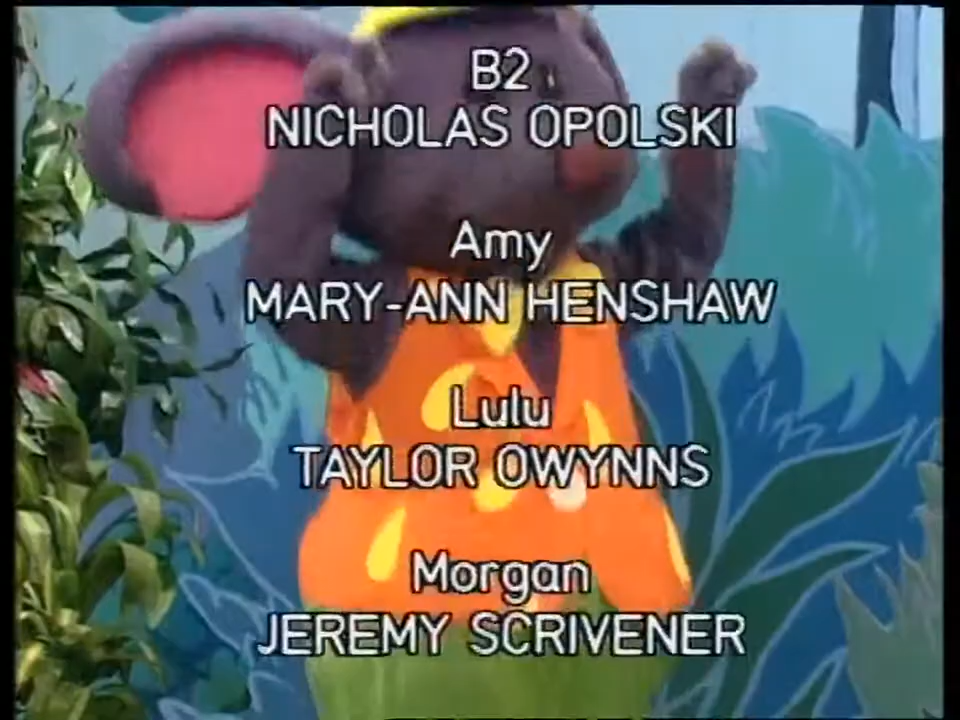 B2
NICHOLAS OPOLSKI
Amy
MARY-ANN HENSHAW
Lulu
TAYLOR OWYNNS
Morgan
JEREMY SCRIVENER